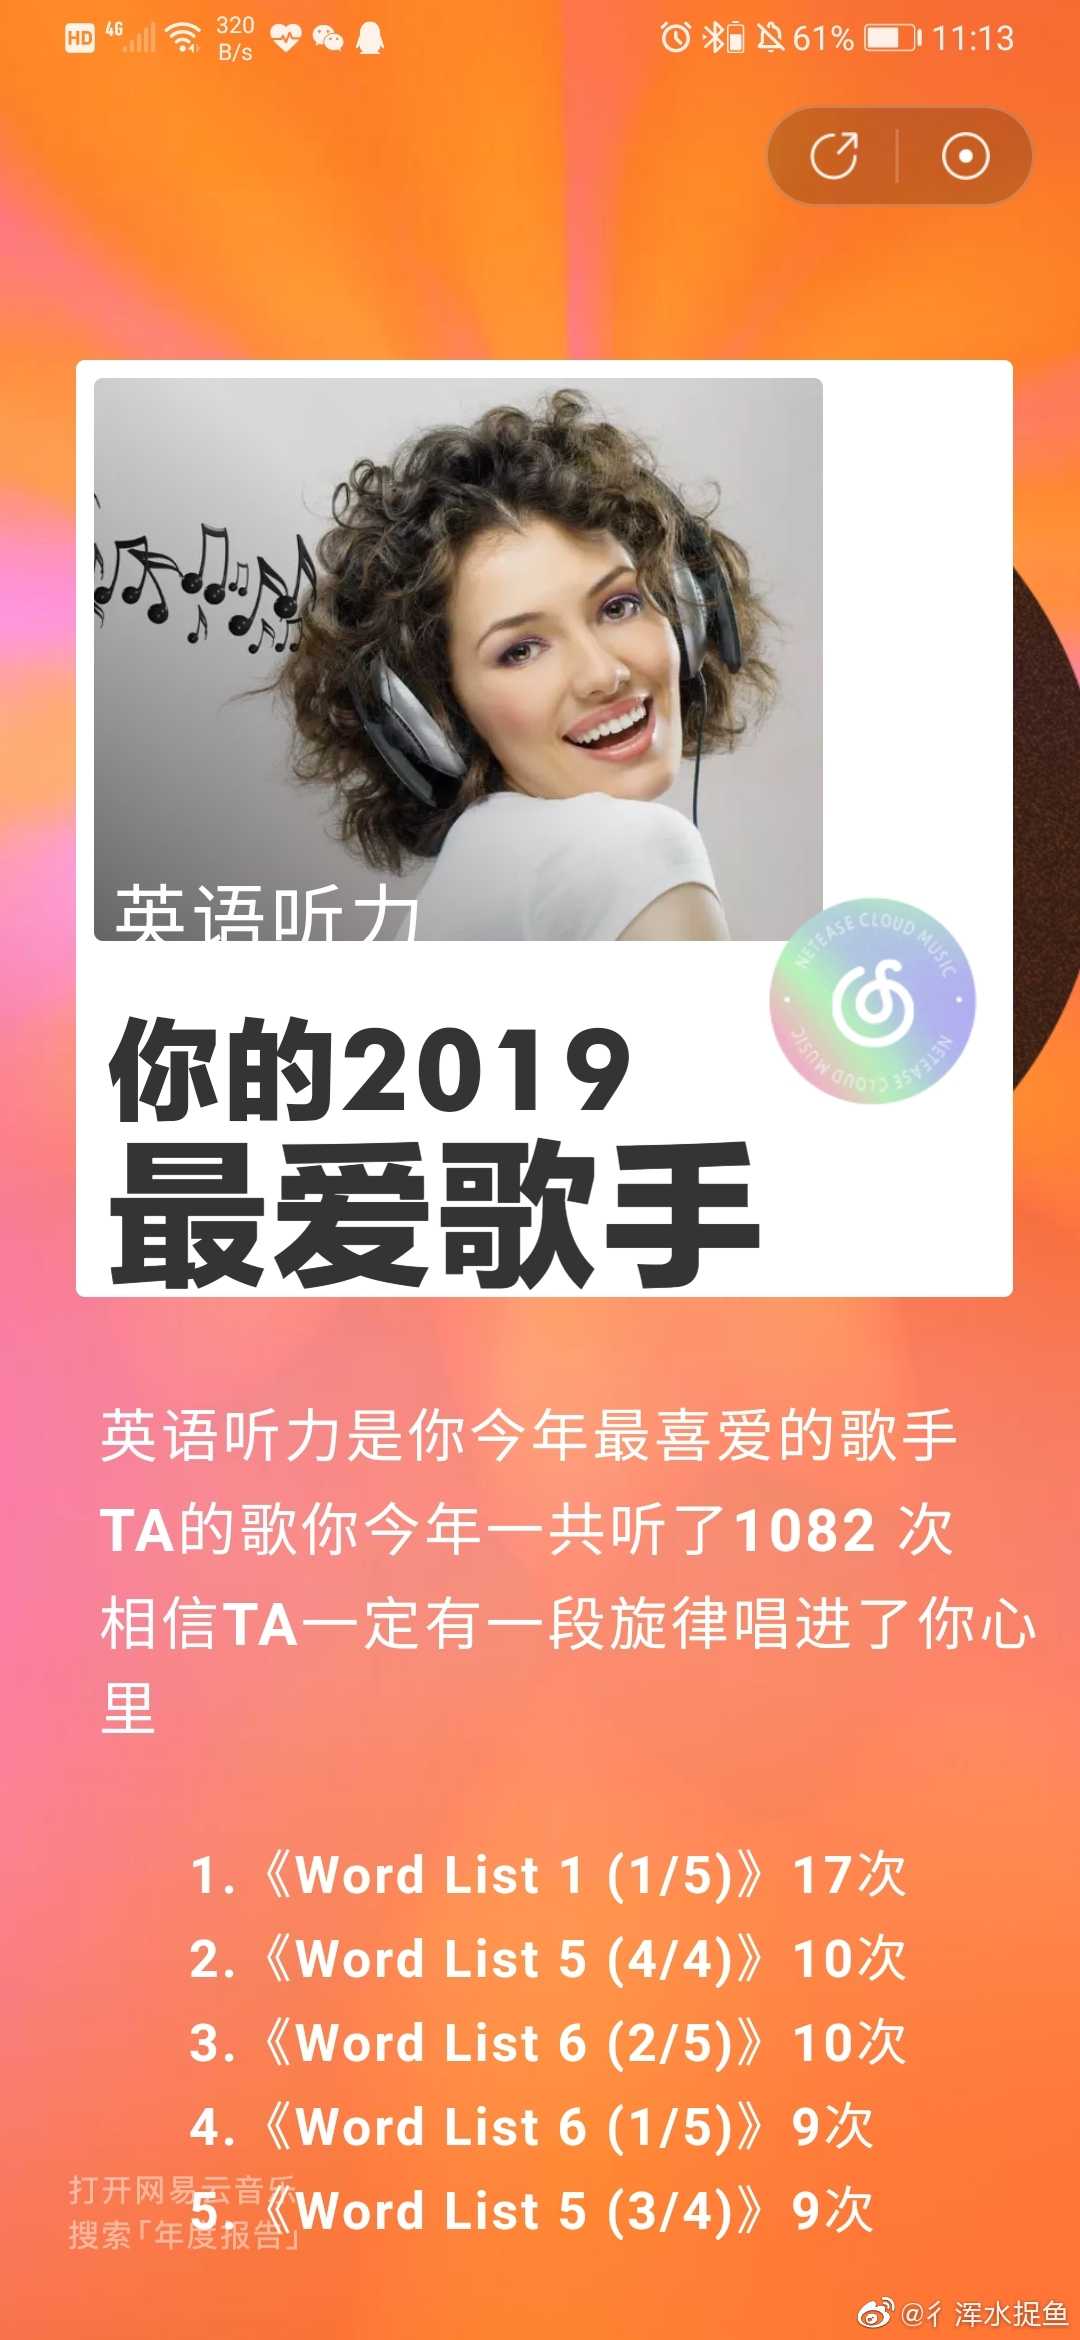 HD 4G 320 B/s 61% 11:13
英语听力
NETEASE CLOUD MUSIC
NETEASE CLOUD MUSIC
你的2019
最爱歌手
英语听力是你今年最喜爱的歌手
TA的歌你今年一共听了1082 次
相信TA一定有一段旋律唱进了你心
里
1.《Word List 1 (1/5)》17次
2.《Word List 5 (4/4)》10次
3.《Word List 6 (2/5)》10次
4.《Word List 6 (1/5)》9次
5.《Word List 5 (3/4)》9次
打开网易云音乐
搜索「年度报告」
@彳浑水捉鱼